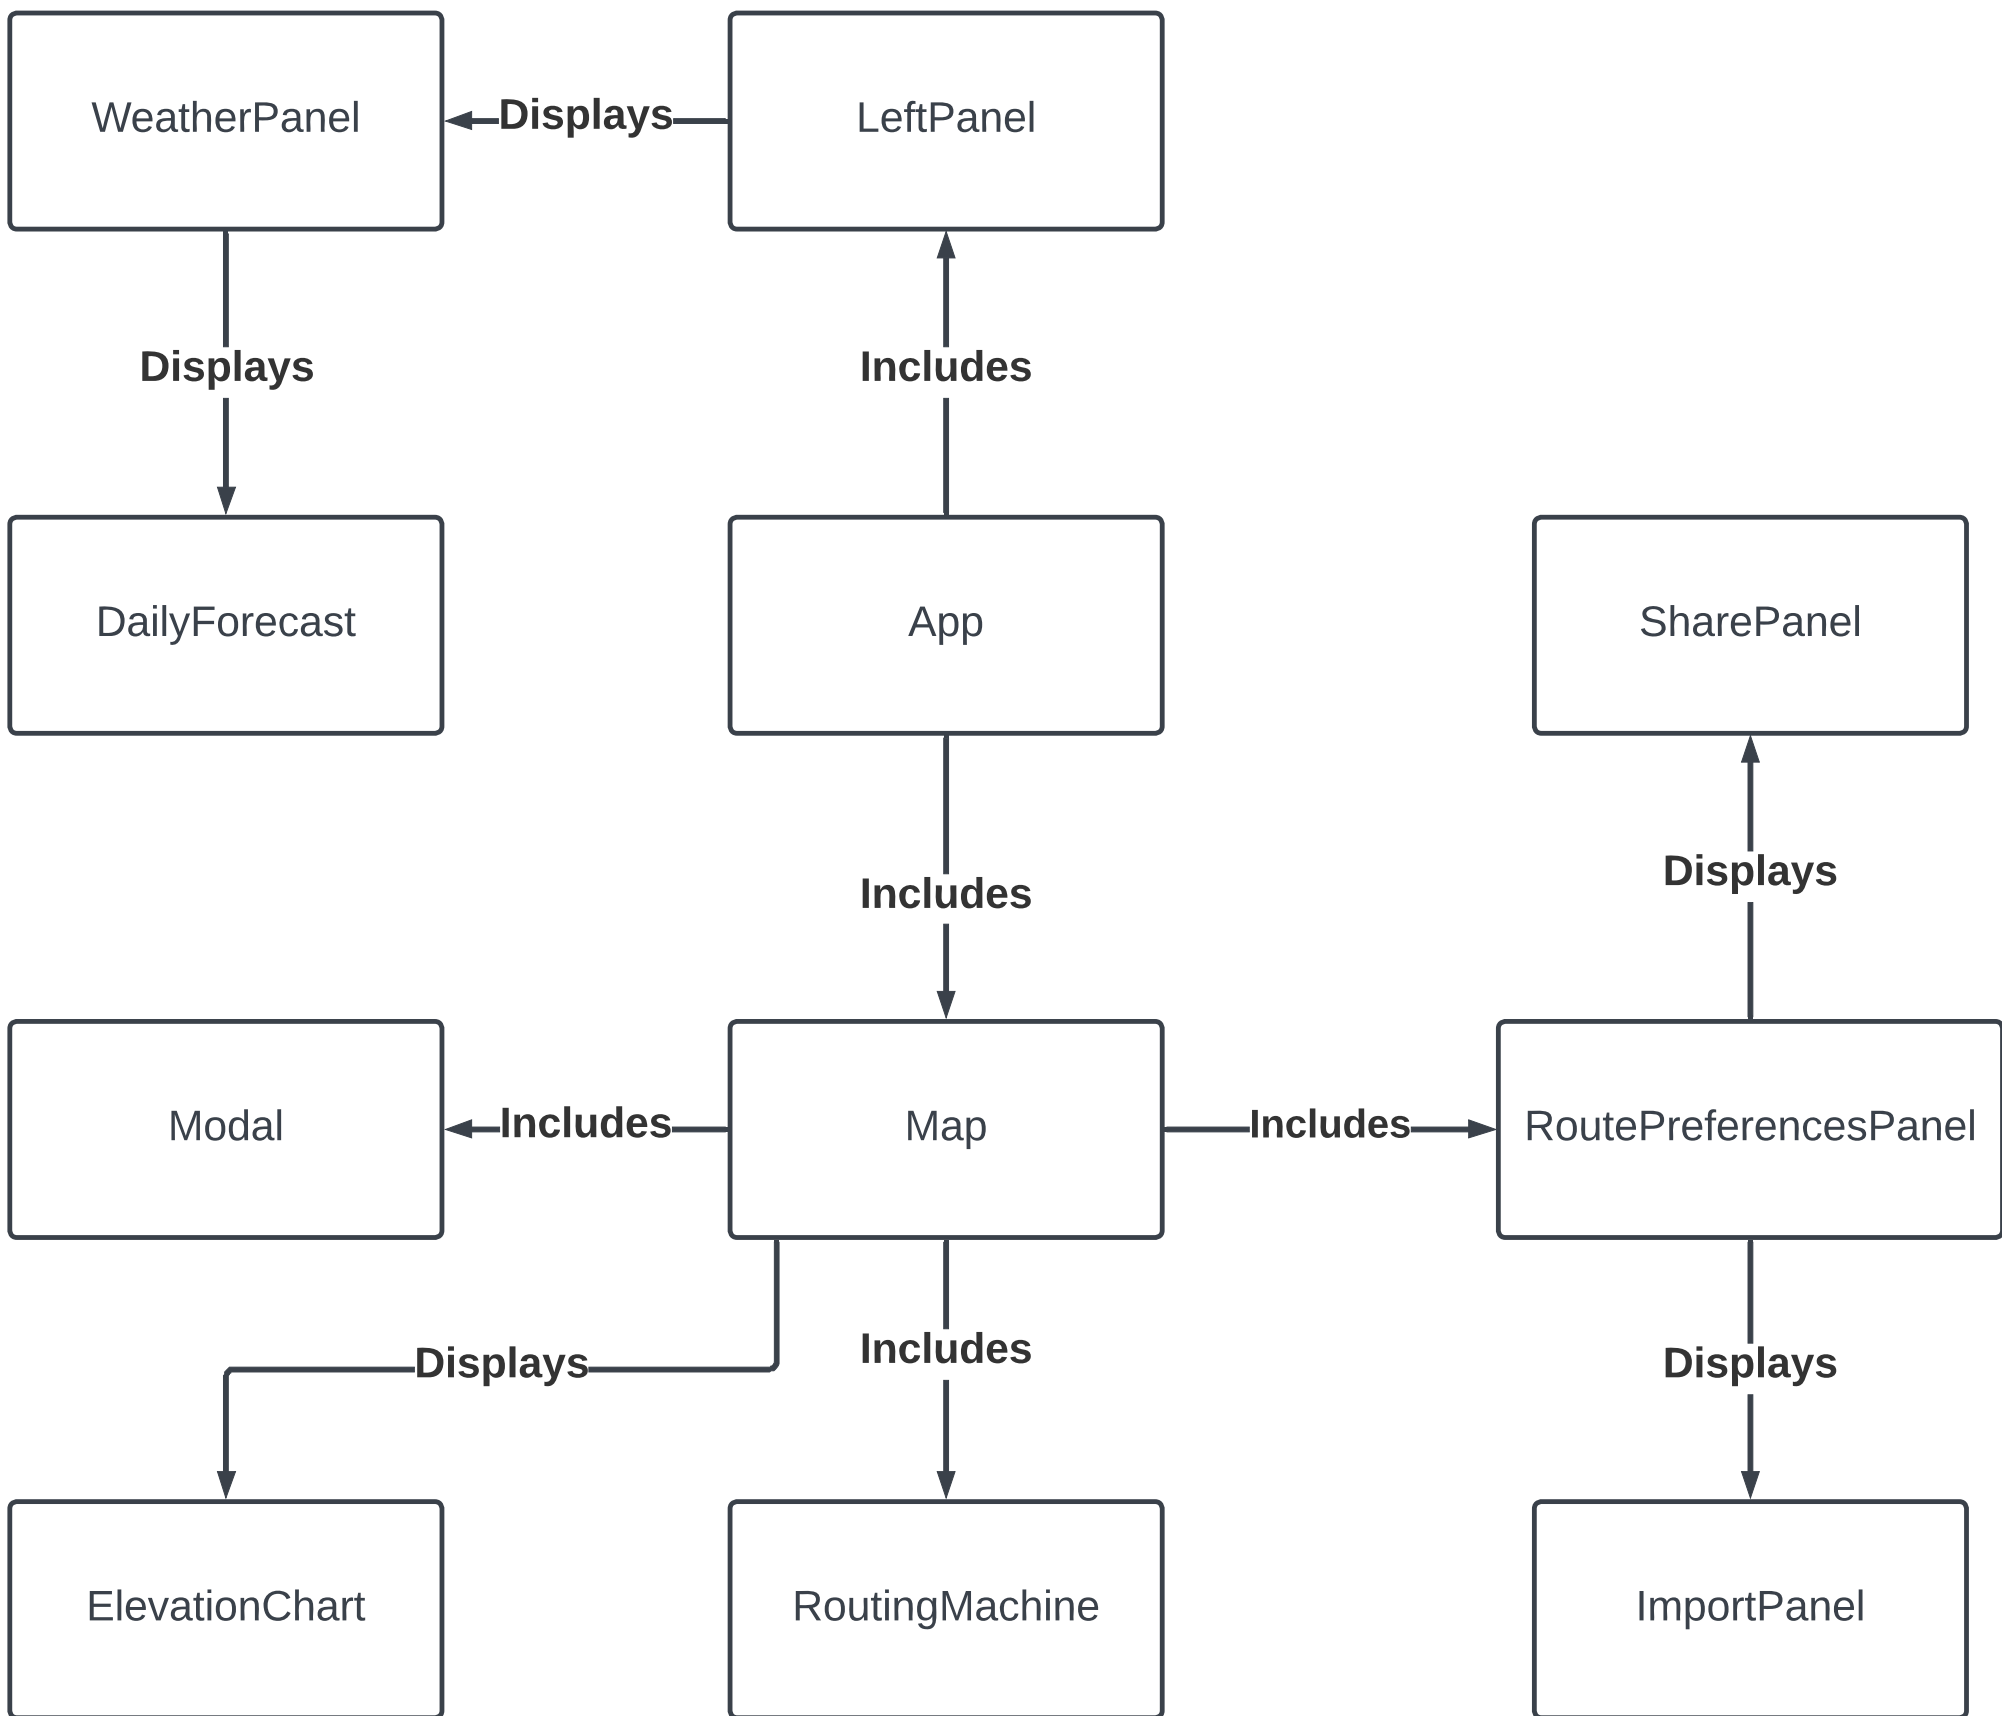 WeatherPanel
Displays
LeftPanel
Displays
Includes
DailyForecast
App
SharePanel
Includes
Displays
Modal
Includes
Map
Includes
RoutePreferencesPanel
Displays
Includes
Displays
ElevationChart
RoutingMachine
ImportPanel